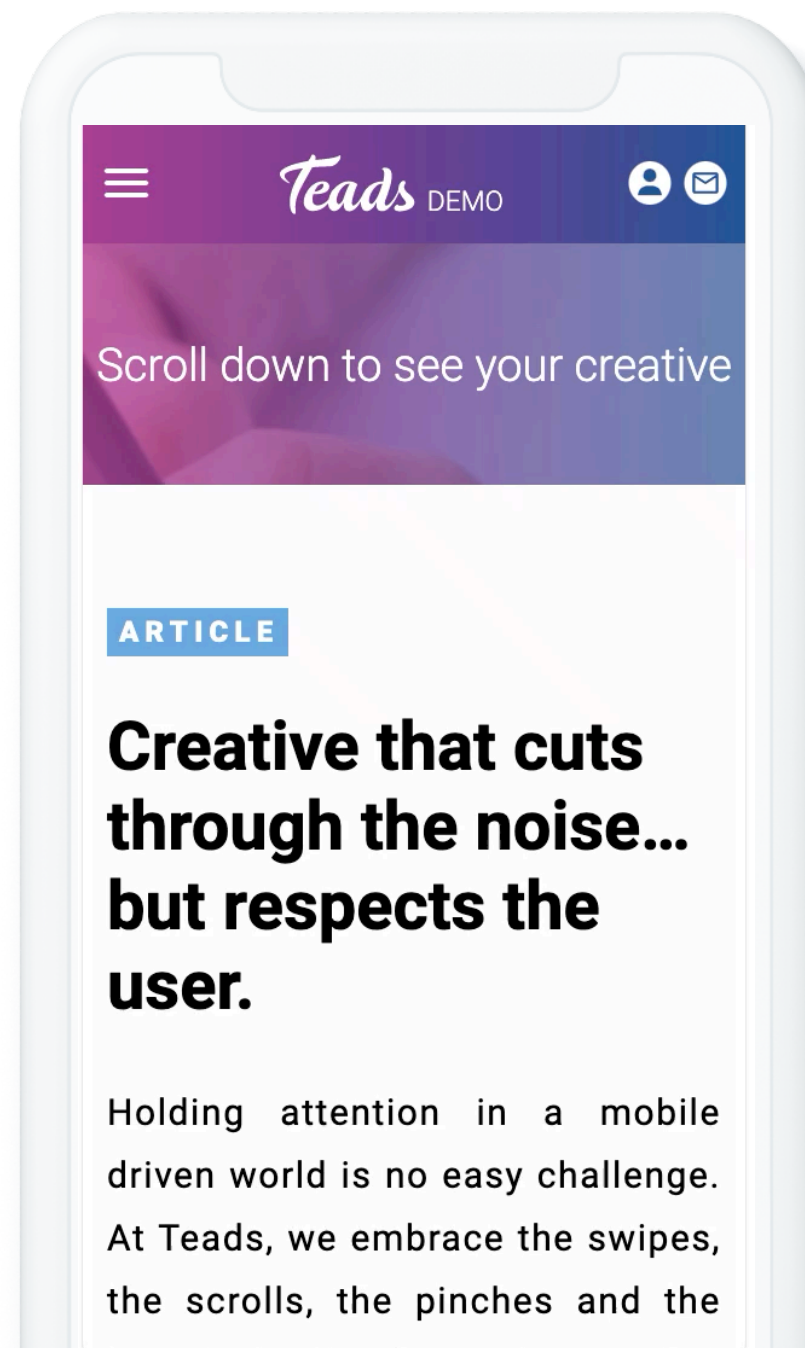 Teads DEMO
Scroll down to see your creative
ARTICLE
Creative that cuts
through the noise...
but respects the
user.
Holding attention in a mobile
driven world is no easy challenge.
At Teads, we embrace the swipes,
the scrolls, the pinches and the